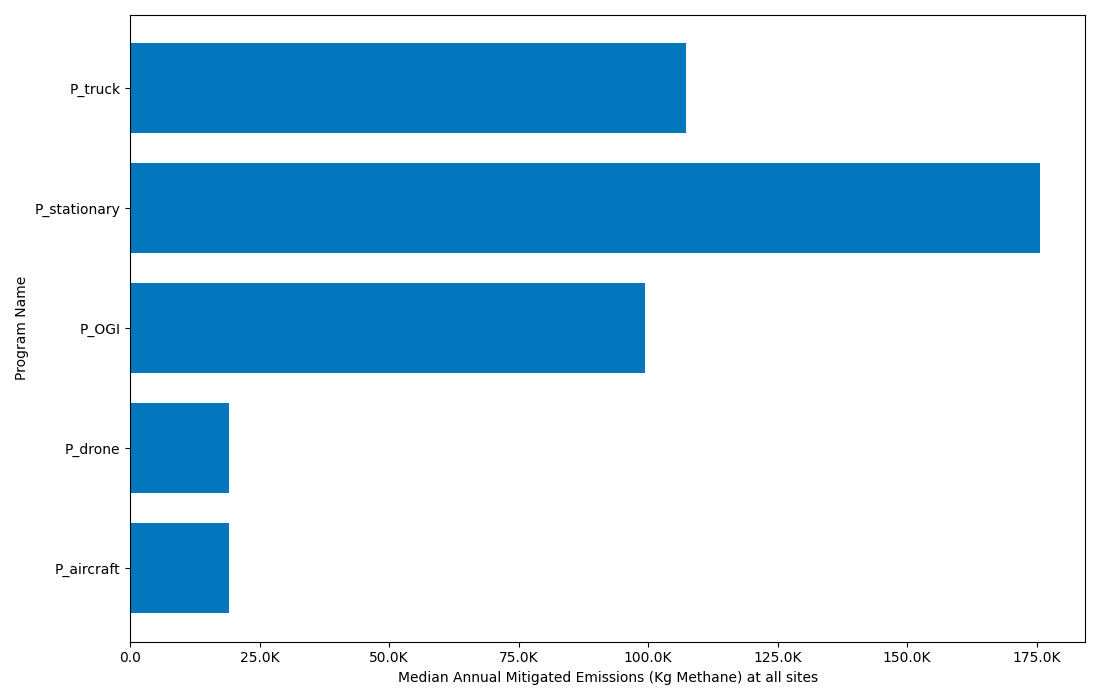 P_truck
P_stationary
P_OGI
P_drone
P_aircraft
Program Name
0.0 25.0K 50.0K 75.0K 100.0K 125.0K 150.0K 175.0K
Median Annual Mitigated Emissions (Kg Methane) at all sites